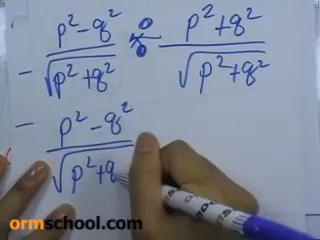 - p² - q² / √(p² + q²) ÷ p² + q² / √(p² + q²)
- p² - q² / √(p² + q
ormschool.com